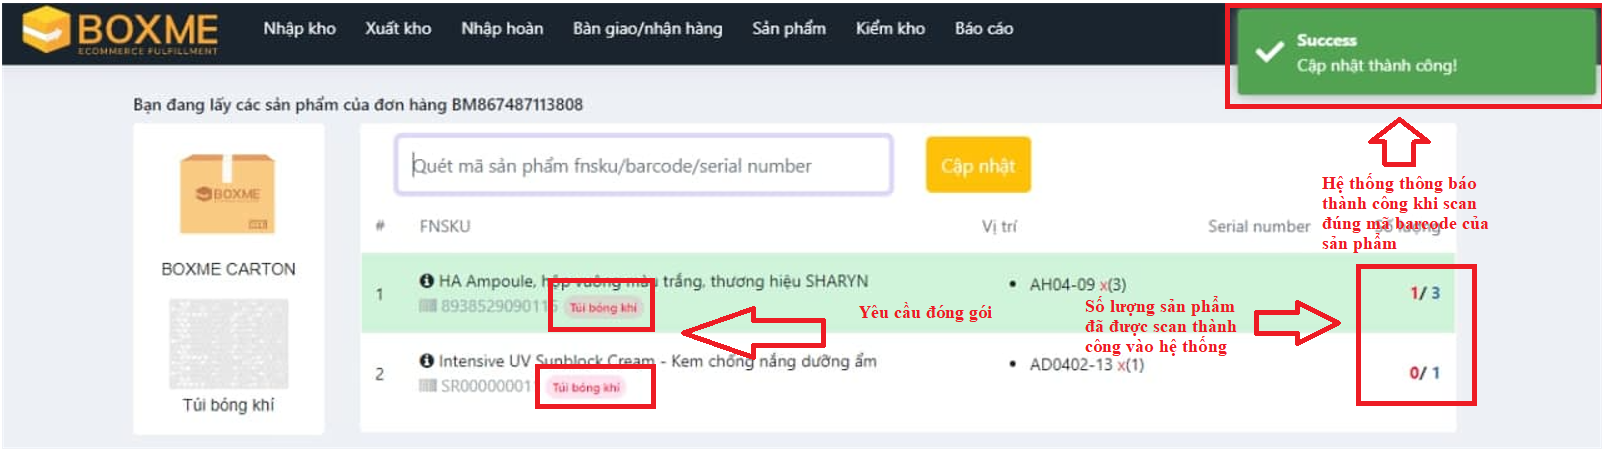 BOXME
ECOMMERCE FULFILLMENT
Nhập kho Xuất kho Nhập hoàn Bàn giao/nhận hàng Sản phẩm Kiểm kho Báo cáo
Success
Cập nhật thành công!
Bạn đang lấy các sản phẩm của đơn hàng BM867487113808
BOXME
BOXME CARTON
Túi bóng khí
Quét mã sản phẩm fnsku/barcode/serial number
Cập nhật
Hệ thống thông báo
thành công khi scan
đúng mã barcode của
sản phẩm
# FNSKU Vị trí Serial number Số lượng
1 HA Ampoule, hộp vuông màu trắng, thương hiệu SHARYN AH04-09 x(3) 1/ 3
893852909011 Túi bóng khí
Yêu cầu đóng gói
Số lượng sản phẩm
đã được scan thành
công vào hệ thống
2 Intensive UV Sunblock Cream - Kem chống nắng dưỡng ẩm AD0402-13 x(1) 0/ 1
SR00000001 Túi bóng khí